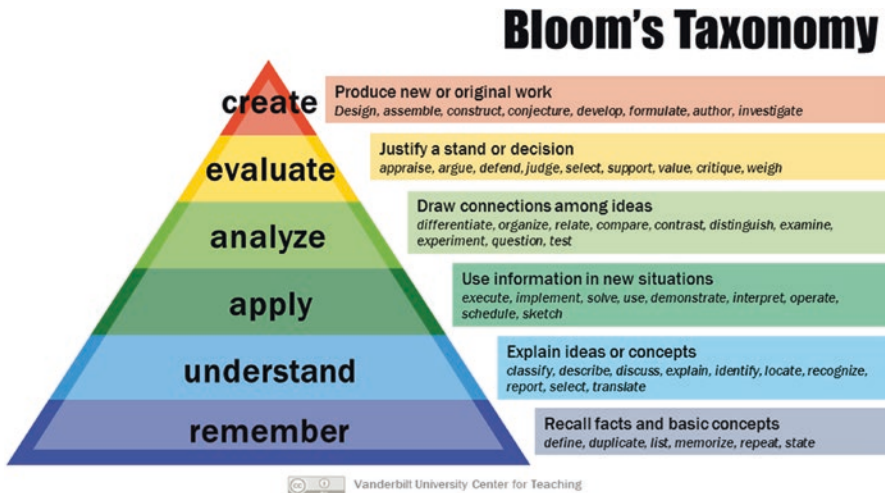 Bloom's Taxonomy
create
Produce new or original work
Design, assemble, construct, conjecture, develop, formulate, author, investigate
evaluate
Justify a stand or decision
appraise, argue, defend, judge, select, support, value, critique, weigh
analyze
Draw connections among ideas
differentiate, organize, relate, compare, contrast, distinguish, examine,
experiment, question, test
apply
Use information in new situations
execute, implement, solve, use, demonstrate, interpret, operate,
schedule, sketch
understand
Explain ideas or concepts
classify, describe, discuss, explain, identify, locate, recognize,
report, select, translate
remember
Recall facts and basic concepts
define, duplicate, list, memorize, repeat, state
cc Vanderbilt University Center for Teaching